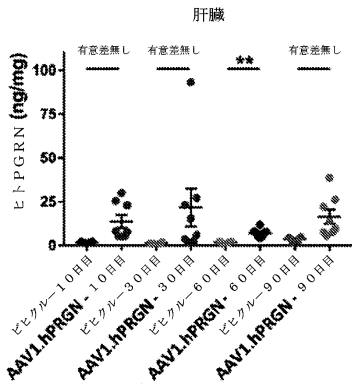 肝臓
有意差無し
有意差無し
**
有意差無し
ヒトPGRN (ng/mg)
100
75
50
25
0
ビヒクルー10日目
AAV1.hPRGN - 10日目
ビヒクルー30日目
AAV1.hPRGN - 30日目
ビヒクルー60日目
AAV1.hPRGN - 60日目
ビヒクルー90日目
AAV1.hPRGN - 90日目